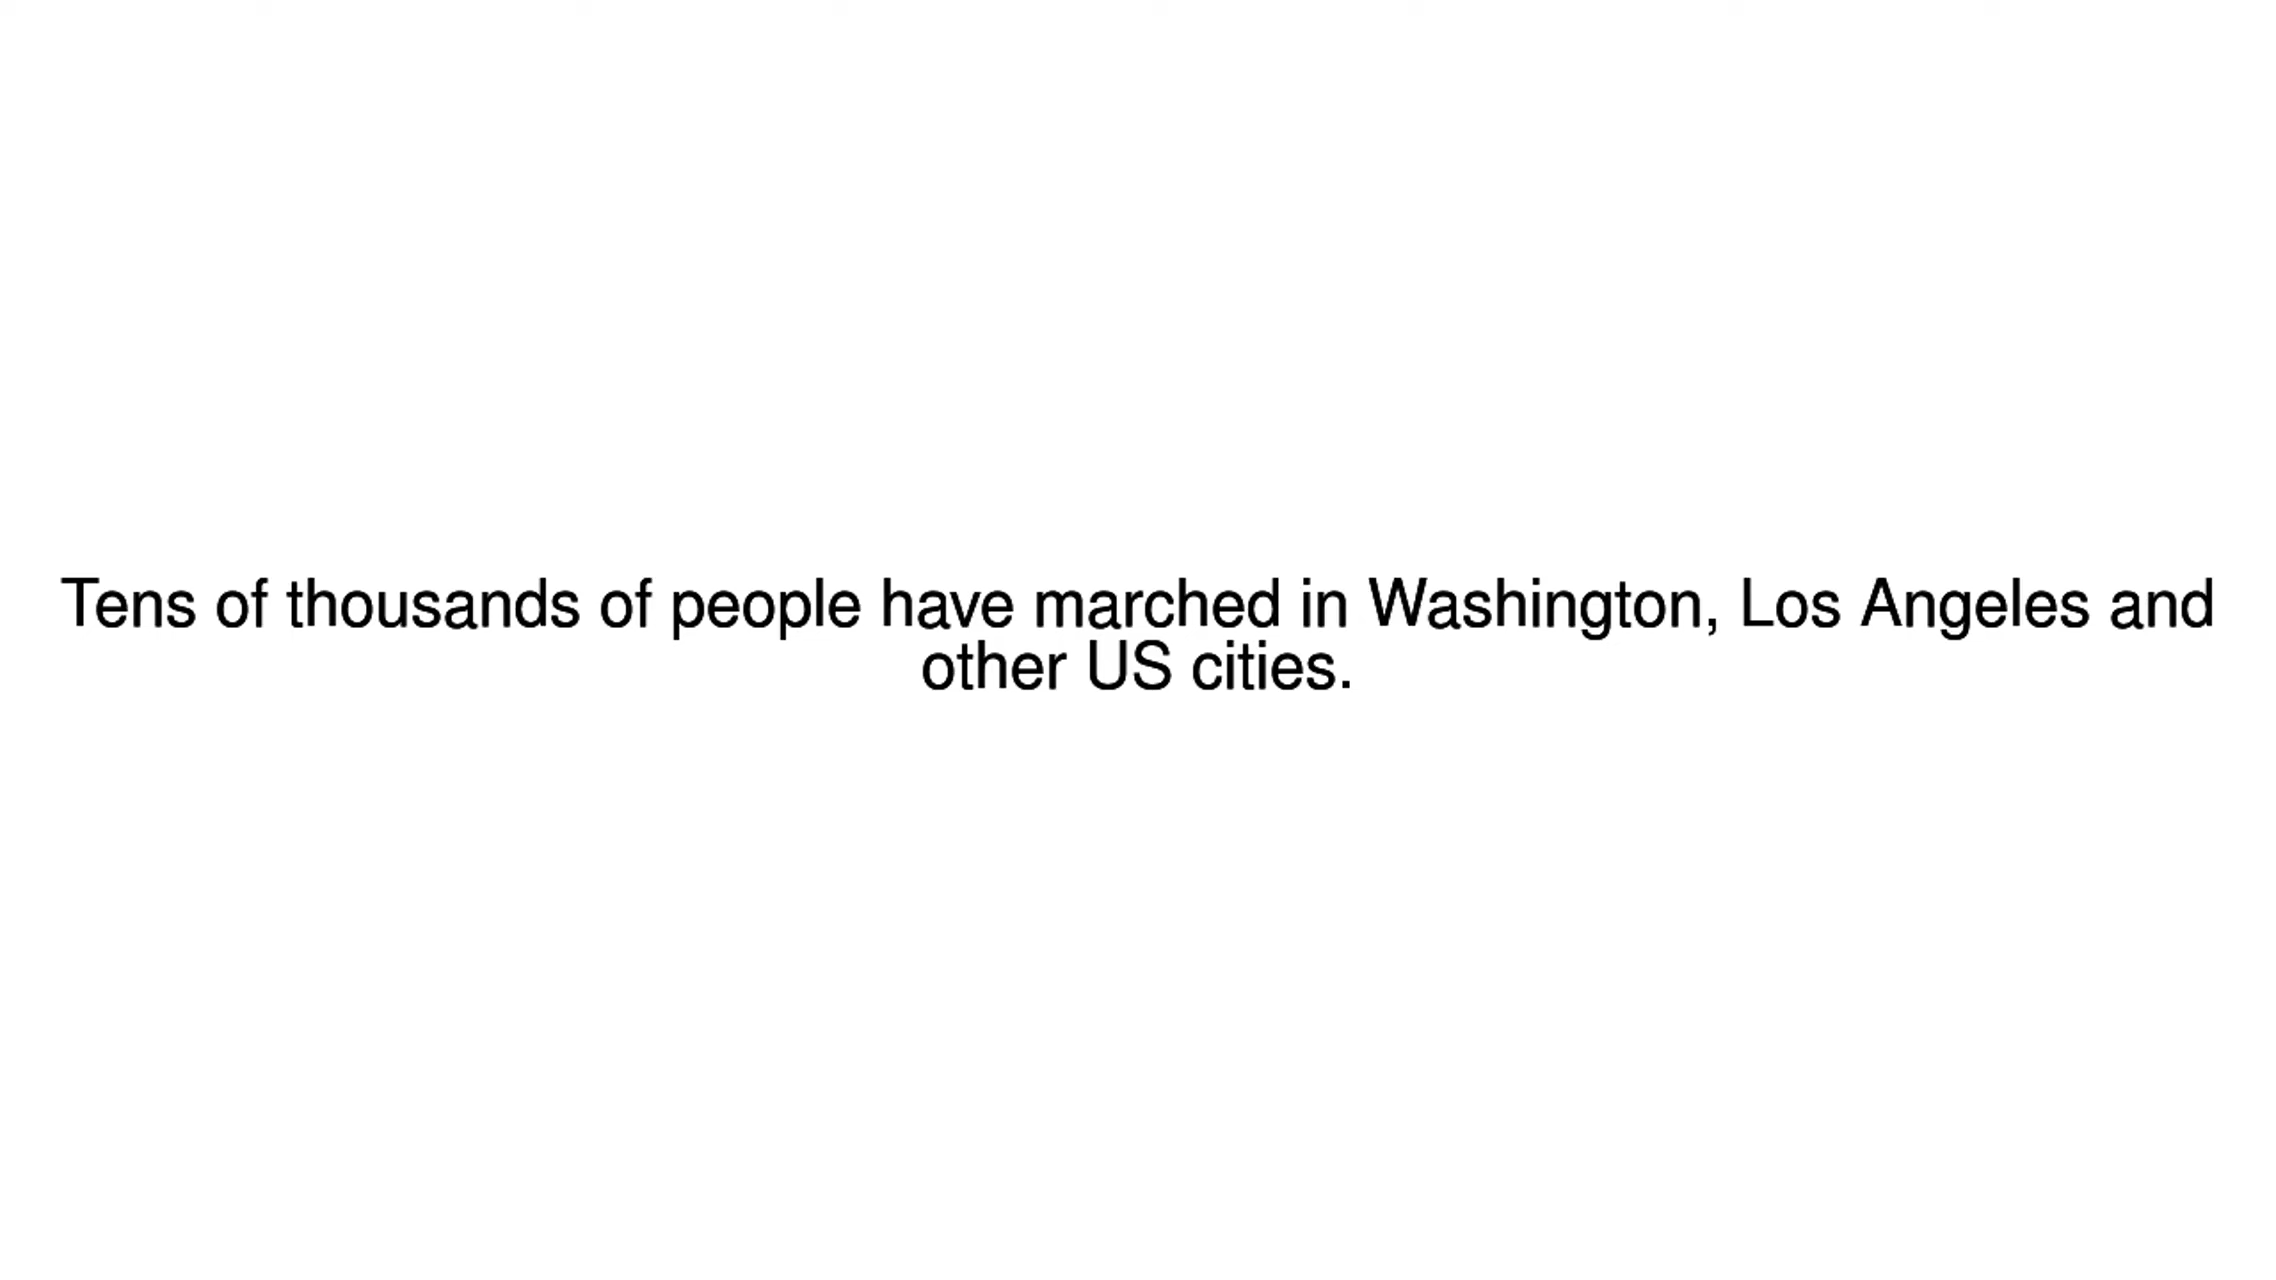 Tens of thousands of people have marched in Washington, Los Angeles and
other US cities.